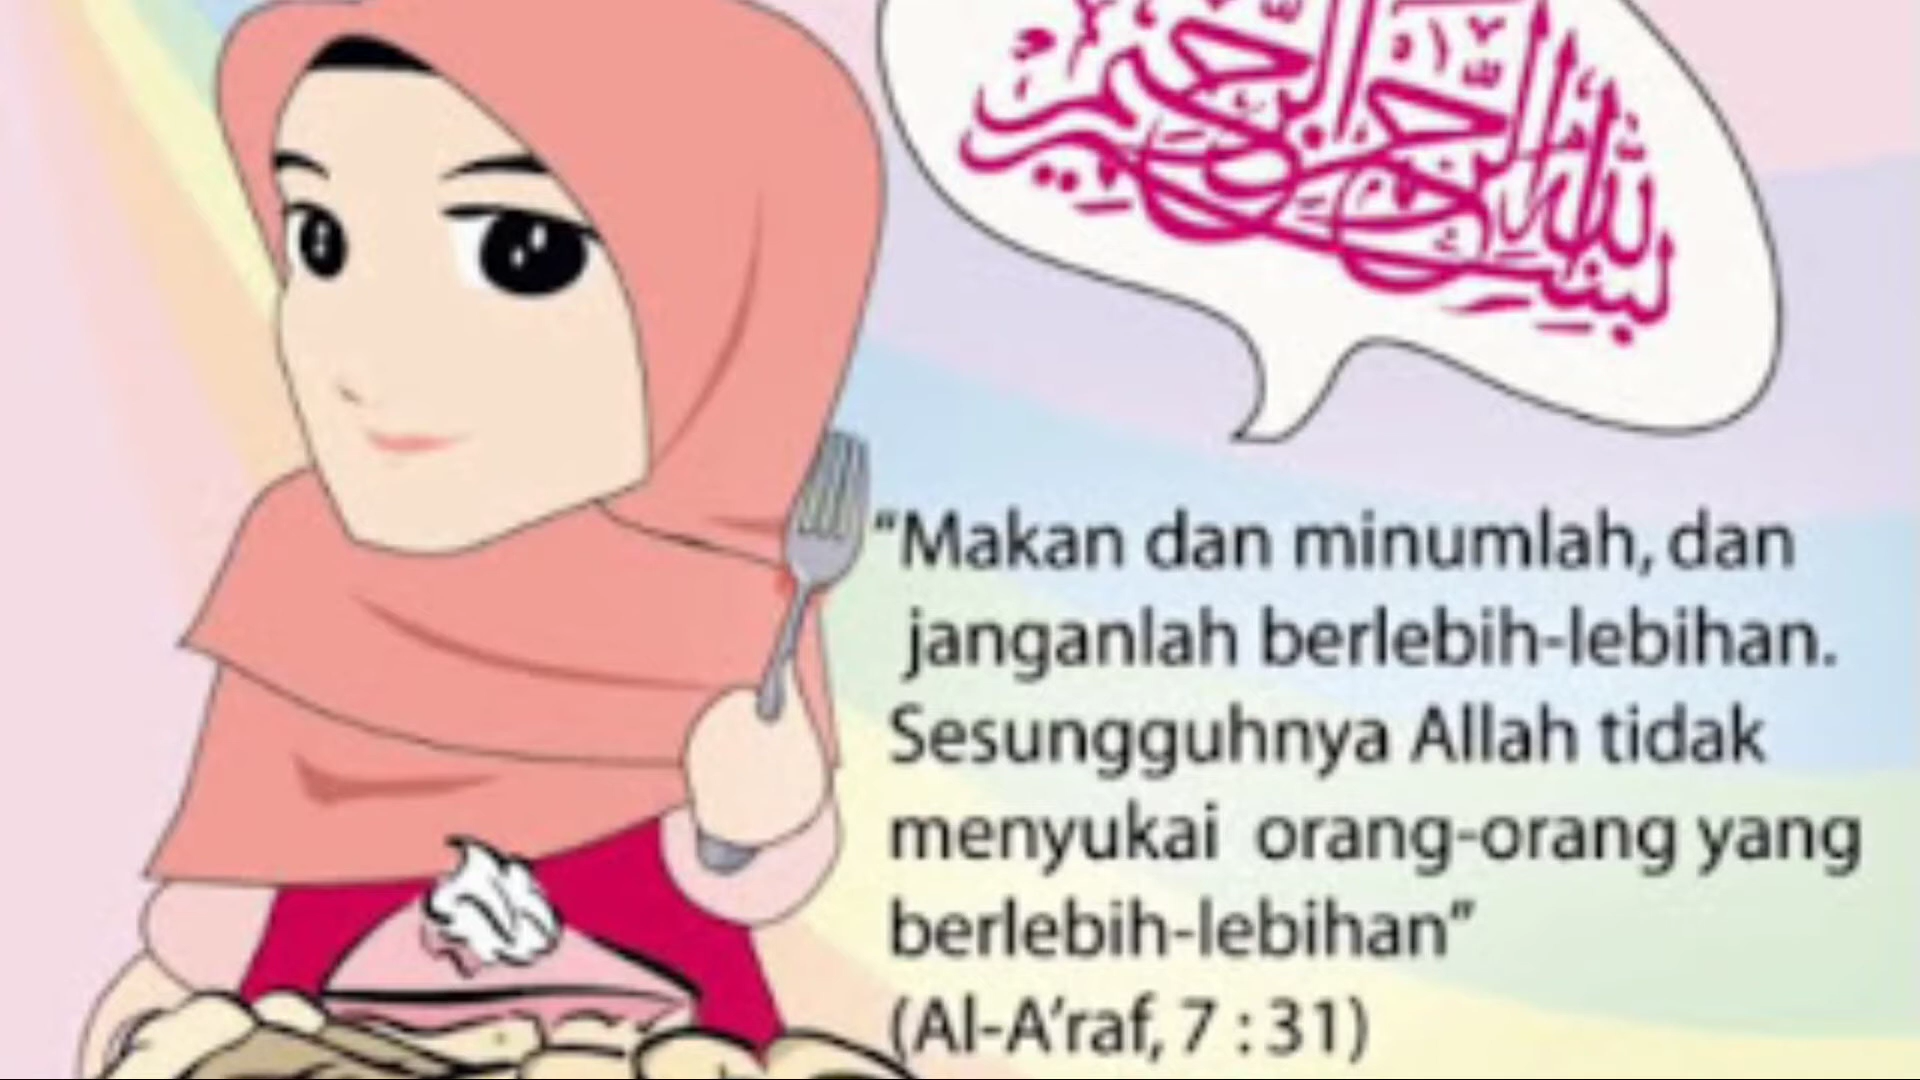 بسم الله الرحمن الرحيم
“Makan dan minumlah, dan
janganlah berlebih-lebihan.
Sesungguhnya Allah tidak
menyukai orang-orang yang
berlebih-lebihan”
(Al-A’raf, 7 : 31)